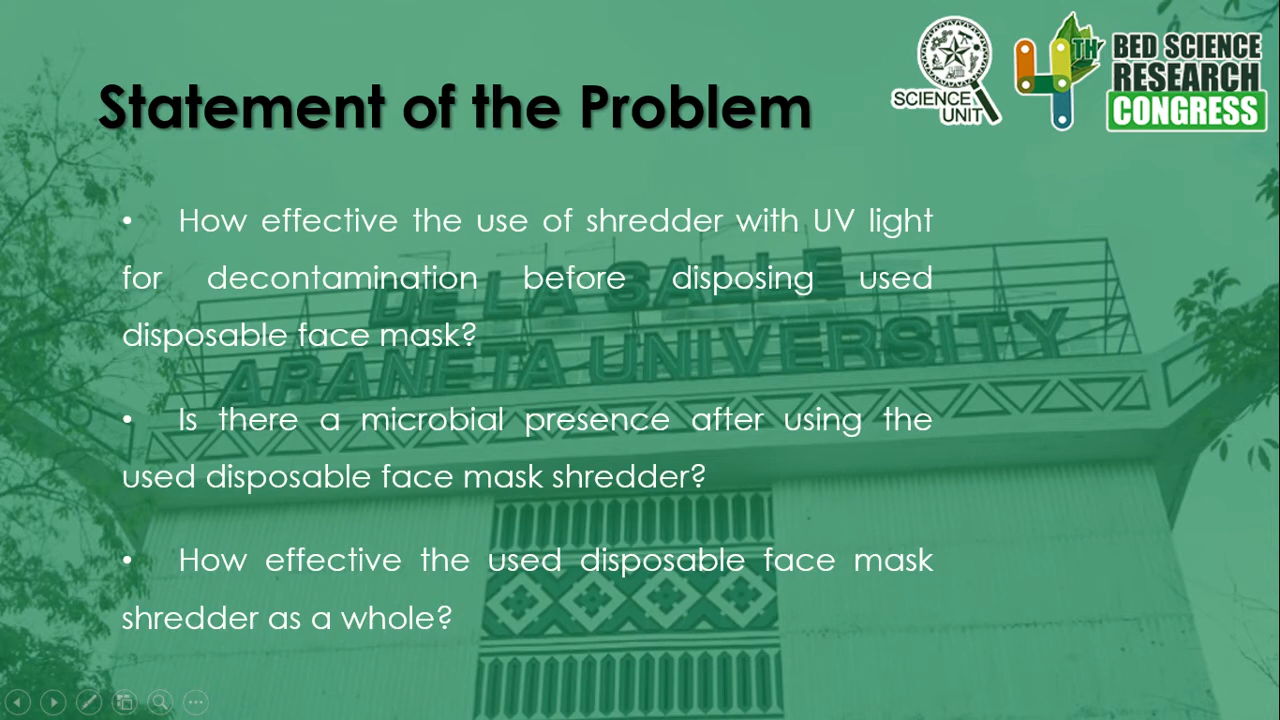 SCIENCE
UNIT
4TH
BED SCIENCE
RESEARCH
CONGRESS
Statement of the Problem
• How effective the use of shredder with UV light
for decontamination before disposing used
disposable face mask?
• Is there a microbial presence after using the
used disposable face mask shredder?
• How effective the used disposable face mask
shredder as a whole?
DE LA SALLE
ARANETA UNIVERSITY